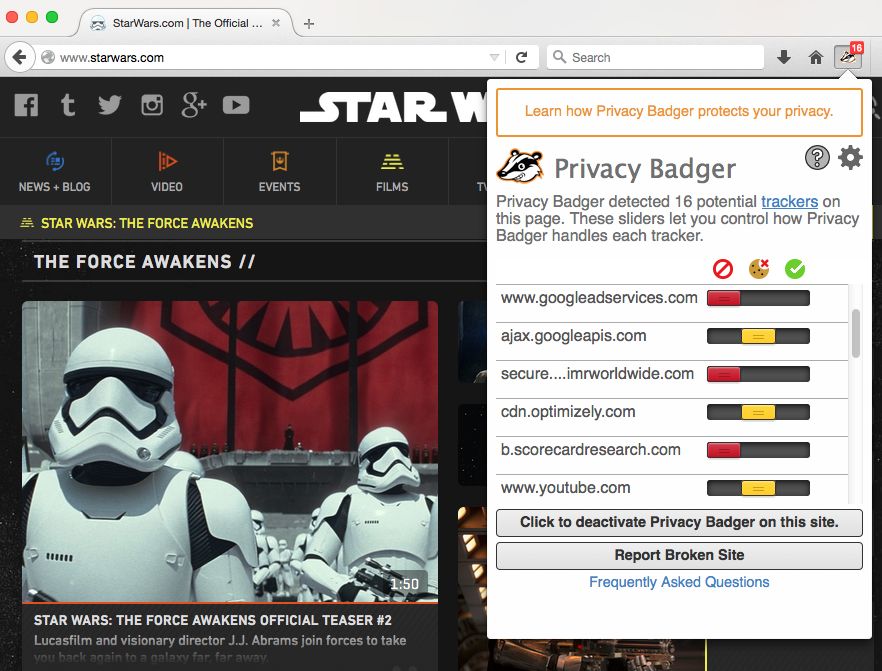 StarWars.com | The Official ...
www.starwars.com
Search
16
STAR W
NEWS + BLOG
VIDEO
EVENTS
FILMS
STAR WARS: THE FORCE AWAKENS
THE FORCE AWAKENS //
1:50
STAR WARS: THE FORCE AWAKENS OFFICIAL TEASER #2
Lucasfilm and visionary director J.J. Abrams join forces to take
you back again to a galaxy far, far away.
Learn how Privacy Badger protects your privacy.
Privacy Badger
Privacy Badger detected 16 potential trackers on
this page. These sliders let you control how Privacy
Badger handles each tracker.
www.googleadservices.com
ajax.googleapis.com
secure....imrworldwide.com
cdn.optimizely.com
b.scorecardresearch.com
www.youtube.com
Click to deactivate Privacy Badger on this site.
Report Broken Site
Frequently Asked Questions